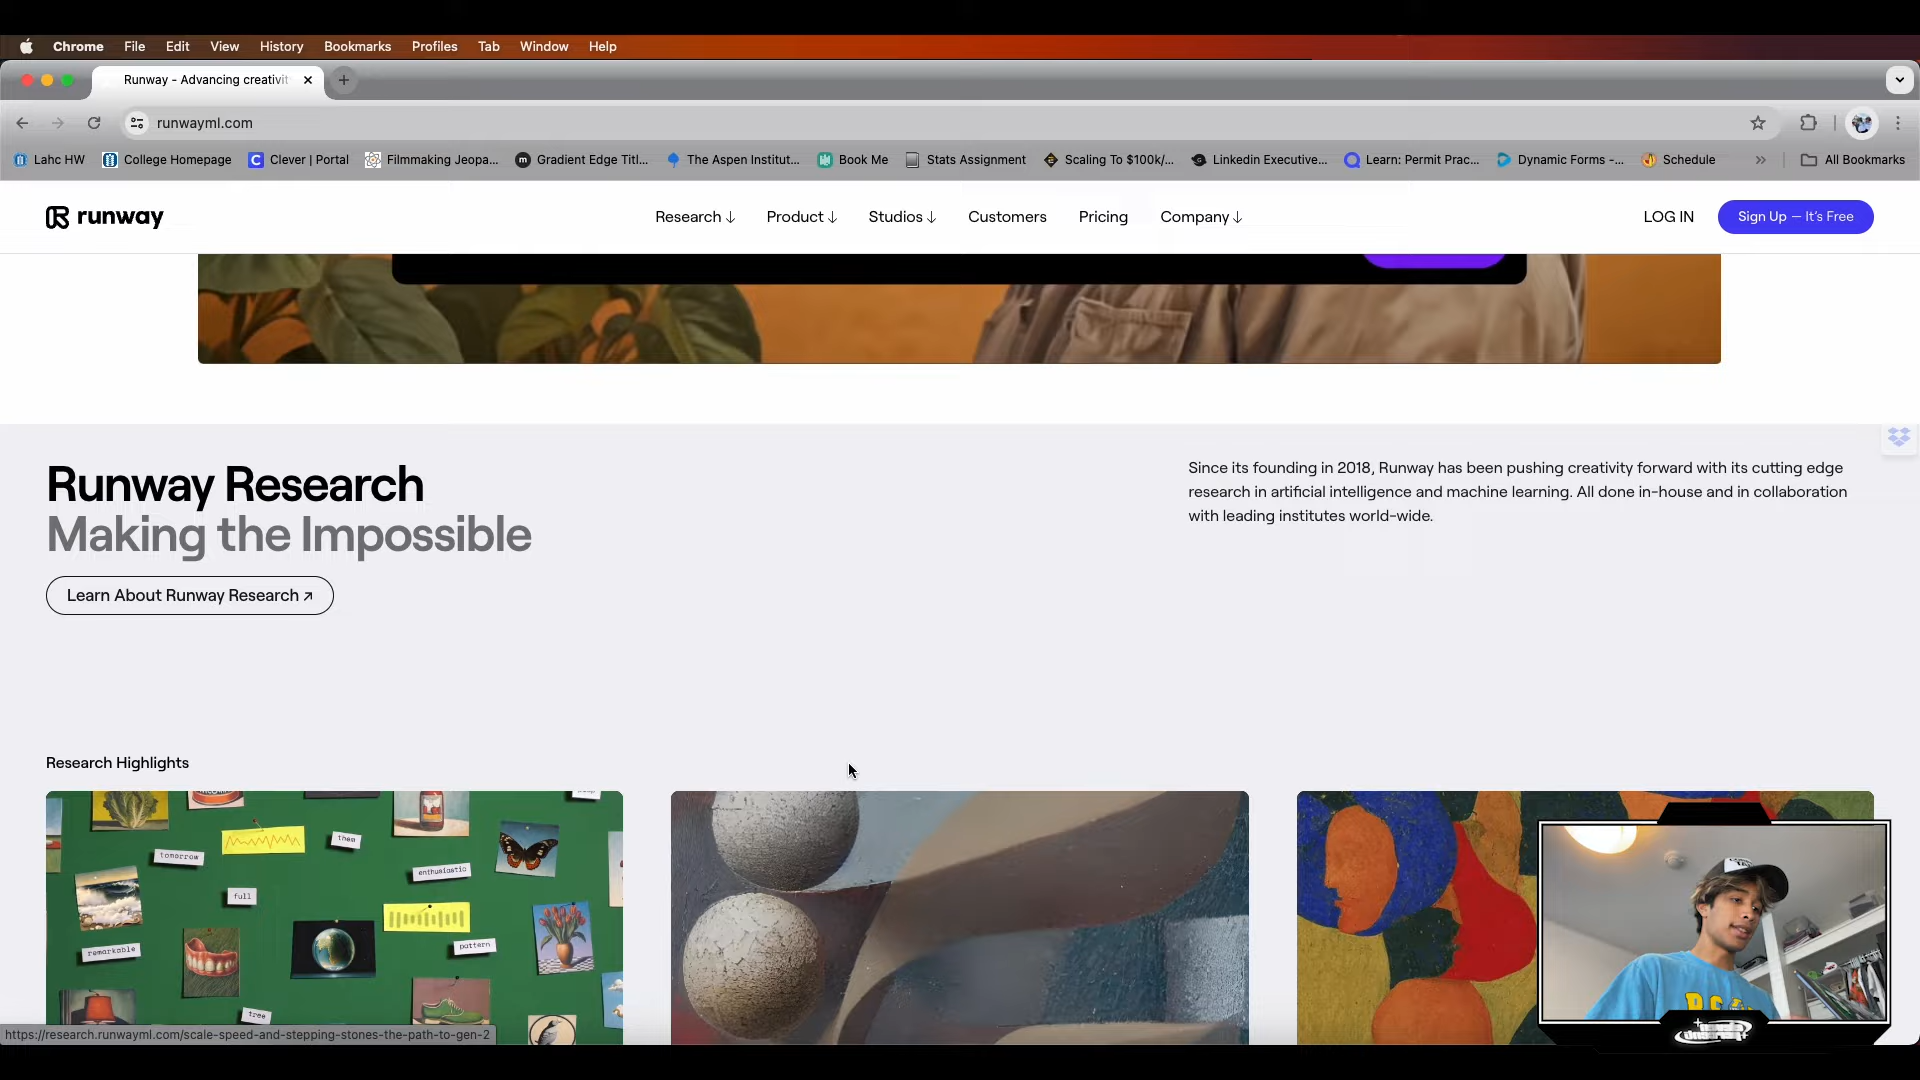 Chrome File Edit View History Bookmarks Profiles Tab Window Help
Runway - Advancing creativit
runwayml.com
Lahc HW College Homepage Clever | Portal Filmmaking Jeopa... Gradient Edge Titl... The Aspen Institut... Book Me Stats Assignment Scaling To $100k/... Linkedin Executive... Learn: Permit Prac... Dynamic Forms -... Schedule All Bookmarks
runway Research Product Studios Customers Pricing Company LOG IN Sign Up — It's Free
Runway Research
Making the Impossible
Learn About Runway Research
Since its founding in 2018, Runway has been pushing creativity forward with its cutting edge
research in artificial intelligence and machine learning. All done in-house and in collaboration
with leading institutes world-wide.
Research Highlights
them
tomorrow
enthusiastic
full
pattern
remarkable
tree
https://research.runwayml.com/scale-speed-and-stepping-stones-the-path-to-gen-2